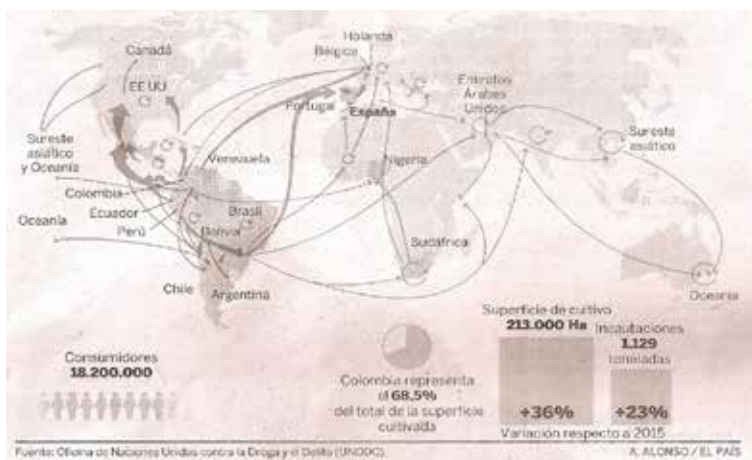 Holanda
Bélgica
Canadá
EE UU
Portugal
España
Emiratos
Árabes
Unidos
Sureste
asiático
y Oceanía
Venezuela
Nigeria
Sureste
asiático
Colombia
Ecuador
Perú
Oceanía
Brasil
Bolivia
Sudáfrica
Chile
Argentina
Oceanía
Consumidores
18.200.000
Colombia representa
el 68,5%
del total de la superficie
cultivada
Superficie de cultivo
213.000 Ha
Incautaciones
1.129
toneladas
+36%
+23%
Variación respecto a 2015
Fuente: Oficina de Naciones Unidas contra la Droga y el Delito (UNODC).
A. ALONSO / EL PAÍS